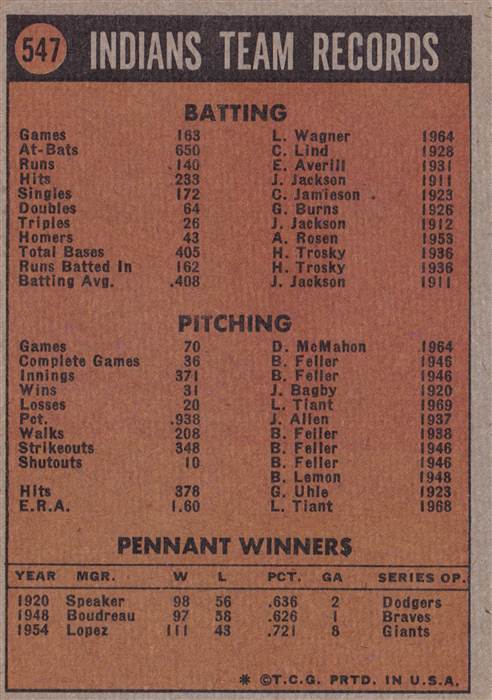 547 INDIANS TEAM RECORDS
BATTING
Games 163 L. Wagner 1964
At-Bats 650 C. Lind 1928
Runs .140 E. Averill 1931
Hits .233 J. Jackson 1911
Singles 172 C. Jamieson 1923
Doubles 64 G. Burns 1926
Triples 26 J. Jackson 1912
Homers 43 A. Rosen 1953
Total Bases 405 H. Trosky 1936
Runs Batted In 162 H. Trosky 1936
Batting Avg. .408 J. Jackson 1911
PITCHING
Games 70 D. McMahon 1964
Complete Games 36 B. Feller 1946
Innings 371 B. Feller 1946
Wins 31 J. Bagby 1920
Losses 20 L. Tiant 1969
Pct. .938 J. Allen 1937
Walks 208 B. Feller 1938
Strikeouts 348 B. Feller 1946
Shutouts 10 B. Feller 1946
B. Lemon 1948
Hits 378 G. Uhle 1923
E.R.A. 1.60 L. Tiant 1968
PENNANT WINNERS
YEAR MGR. W L PCT. GA SERIES OP.
1920 Speaker 98 56 .636 2 Dodgers
1948 Boudreau 97 58 .626 1 Braves
1954 Lopez 111 43 .721 8 Giants
* ©T.C.G. PRTD. IN U.S.A.